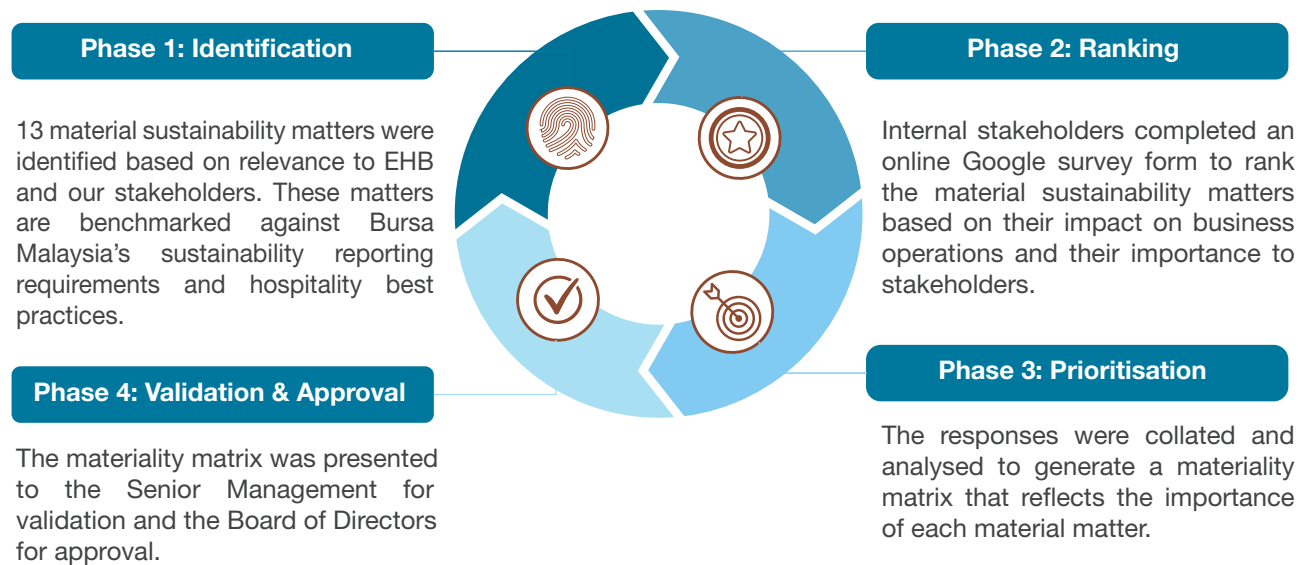 Phase 1: Identification
13 material sustainability matters were
identified based on relevance to EHB
and our stakeholders. These matters
are benchmarked against Bursa
Malaysia’s sustainability reporting
requirements and hospitality best
practices.
Phase 2: Ranking
Internal stakeholders completed an
online Google survey form to rank
the material sustainability matters
based on their impact on business
operations and their importance to
stakeholders.
Phase 3: Prioritisation
The responses were collated and
analysed to generate a materiality
matrix that reflects the importance
of each material matter.
Phase 4: Validation & Approval
The materiality matrix was presented
to the Senior Management for
validation and the Board of Directors
for approval.